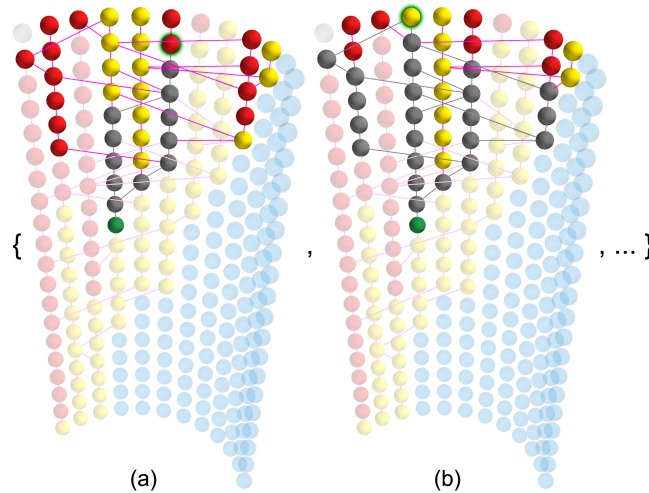 { , , ... }
(a) (b)